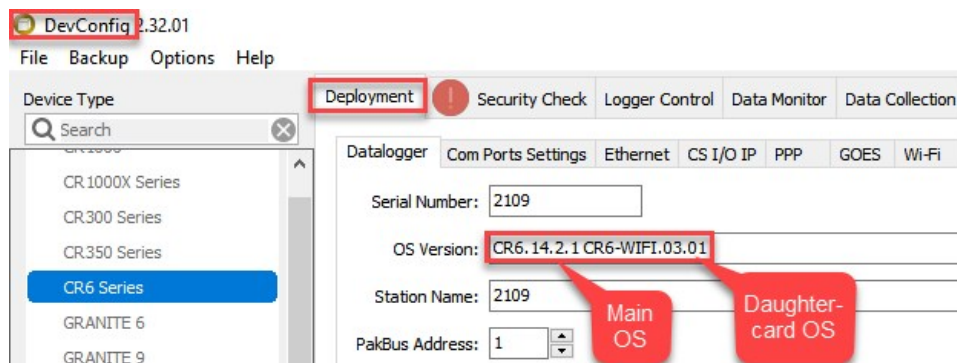 DevConfig 2.32.01
File Backup Options Help
Device Type
Search
CR1000X Series
CR300 Series
CR350 Series
CR6 Series
GRANITE 6
GRANITE 9
Deployment ! Security Check Logger Control Data Monitor Data Collection
Datalogger Com Ports Settings Ethernet CS I/O IP PPP GOES Wi-Fi
Serial Number: 2109
OS Version: CR6.14.2.1 CR6-WIFI.03.01
Station Name: 2109
PakBus Address: 1
Main
OS
Daughter-
card OS